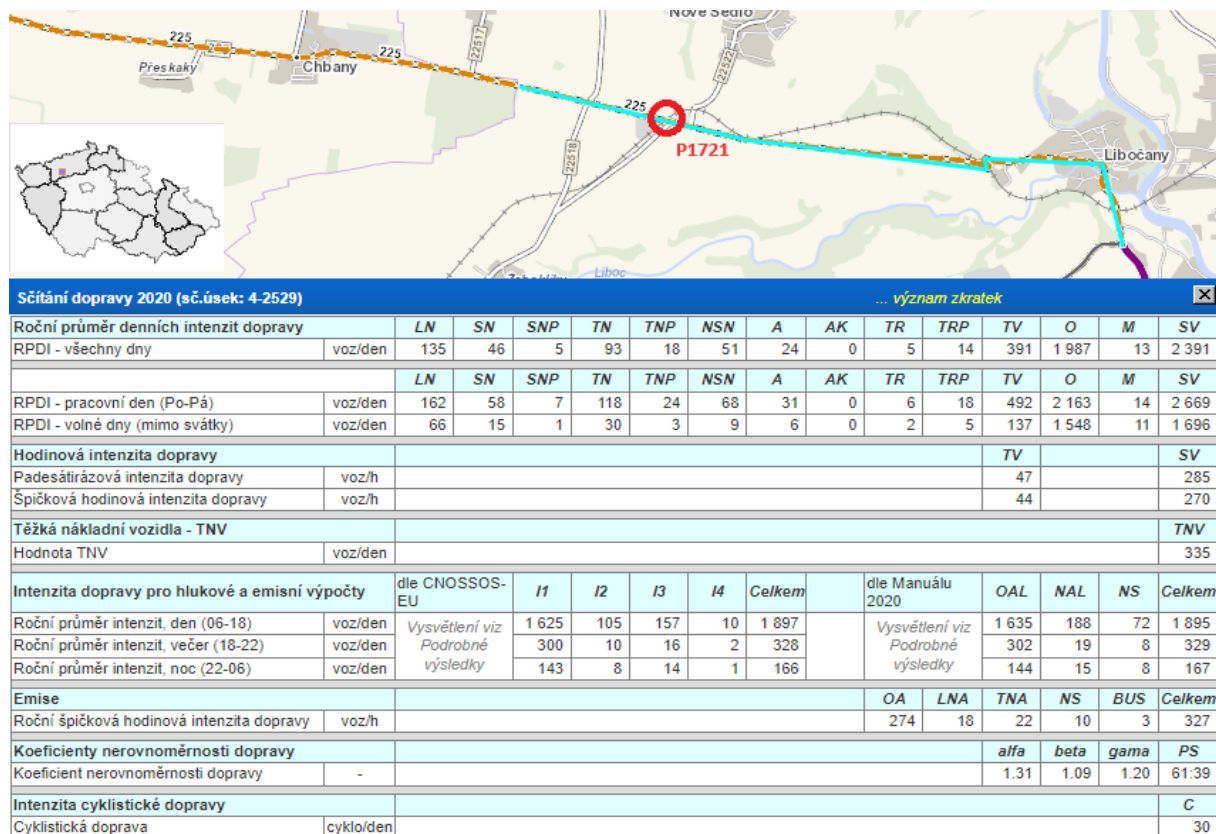 Nové Sedlo
225
225
Chbany
Přeskaky
22517
22522
225
P1721
22518
Libočany
Liboc
Sčítání dopravy 2020 (sč.úsek: 4-2529) ... význam zkratek
Roční průměr denních intenzit dopravy LN SN SNP TN TNP NSN A AK TR TRP TV O M SV
RPDI - všechny dny voz/den 135 46 5 93 18 51 24 0 5 14 391 1 987 13 2 391
LN SN SNP TN TNP NSN A AK TR TRP TV O M SV
RPDI - pracovní den (Po-Pá) voz/den 162 58 7 118 24 68 31 0 6 18 492 2 163 14 2 669
RPDI - volné dny (mimo svátky) voz/den 66 15 1 30 3 9 6 0 2 5 137 1 548 11 1 696
Hodinová intenzita dopravy TV SV
Padesátirázová intenzita dopravy voz/h 47 285
Špičková hodinová intenzita dopravy voz/h 44 270
Těžká nákladní vozidla - TNV TNV
Hodnota TNV voz/den 335
Intenzita dopravy pro hlukové a emisní výpočty dle CNOSSOS-EU I1 I2 I3 I4 Celkem dle Manuálu 2020 OAL NAL NS Celkem
Roční průměr intenzit, den (06-18) voz/den Vysvětlení viz 1 625 105 157 10 1 897 Vysvětlení viz 1 635 188 72 1 895
Roční průměr intenzit, večer (18-22) voz/den Podrobné 300 10 16 2 328 Podrobné 302 19 8 329
Roční průměr intenzit, noc (22-06) voz/den výsledky 143 8 14 1 166 výsledky 144 15 8 167
Emise OA LNA TNA NS BUS Celkem
Roční špičková hodinová intenzita dopravy voz/h 274 18 22 10 3 327
Koeficienty nerovnoměrnosti dopravy alfa beta gama PS
Koeficient nerovnoměrnosti dopravy - 1.31 1.09 1.20 61:39
Intenzita cyklistické dopravy C
Cyklistická doprava cyklo/den 30